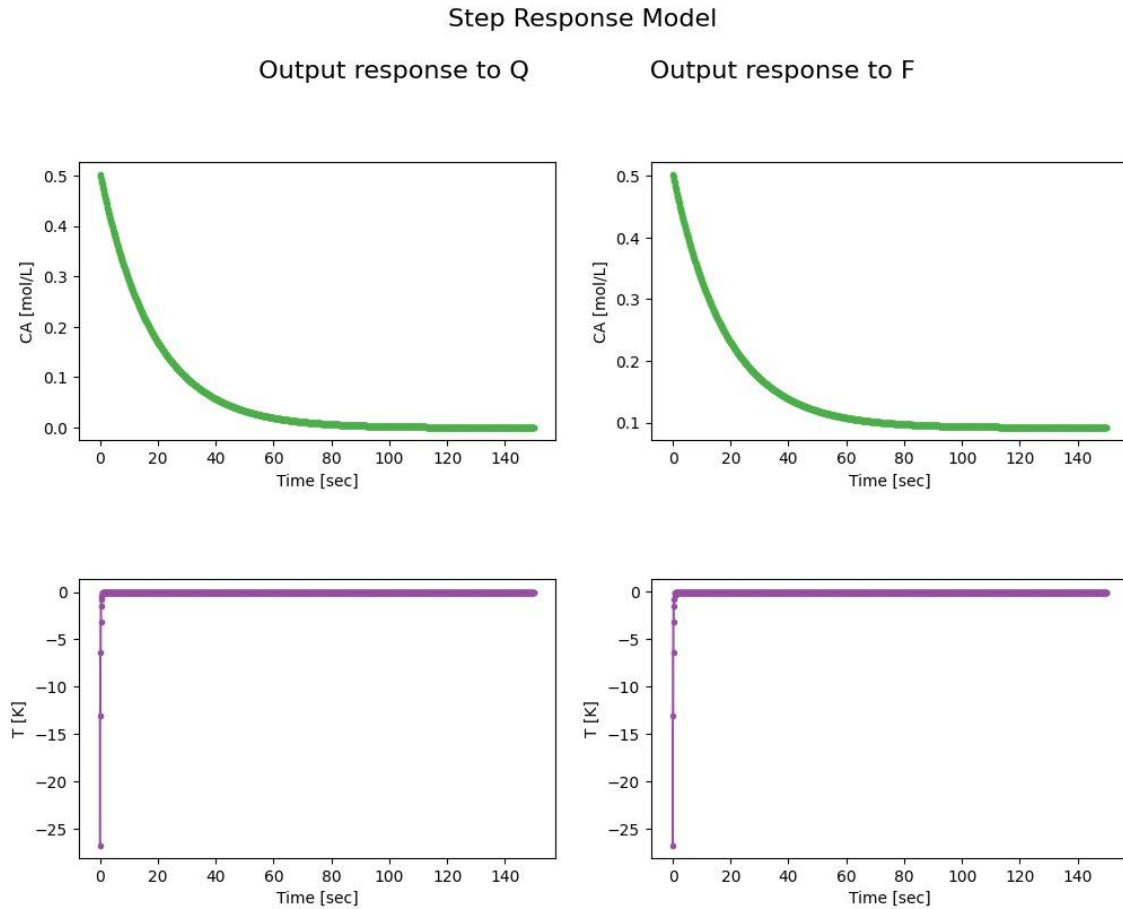 Step Response Model
Output response to Q
Output response to F
0.5
0.4
0.3
0.2
0.1
0.0
CA [mol/L]
0 20 40 60 80 100 120 140
Time [sec]
0.5
0.4
0.3
0.2
0.1
CA [mol/L]
0 20 40 60 80 100 120 140
Time [sec]
0
−5
−10
−15
−20
−25
T [K]
0 20 40 60 80 100 120 140
Time [sec]
0
−5
−10
−15
−20
−25
T [K]
0 20 40 60 80 100 120 140
Time [sec]